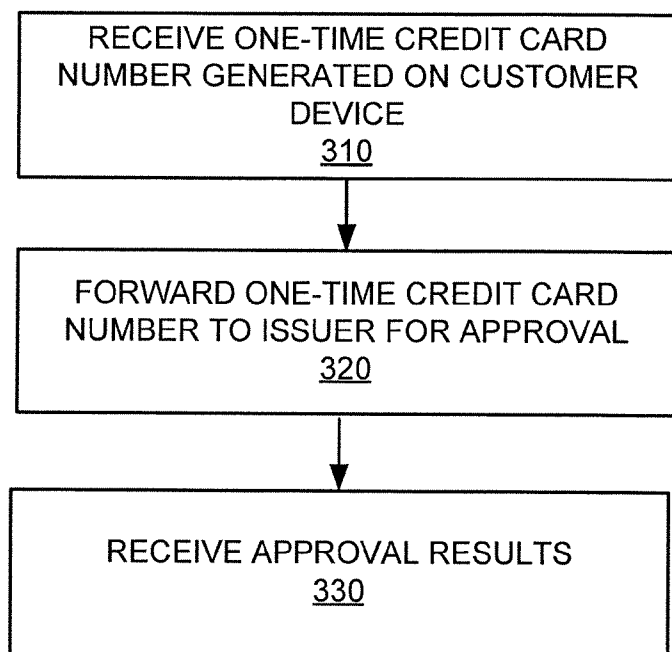 RECEIVE ONE-TIME CREDIT CARD
NUMBER GENERATED ON CUSTOMER
DEVICE
310
FORWARD ONE-TIME CREDIT CARD
NUMBER TO ISSUER FOR APPROVAL
320
RECEIVE APPROVAL RESULTS
330